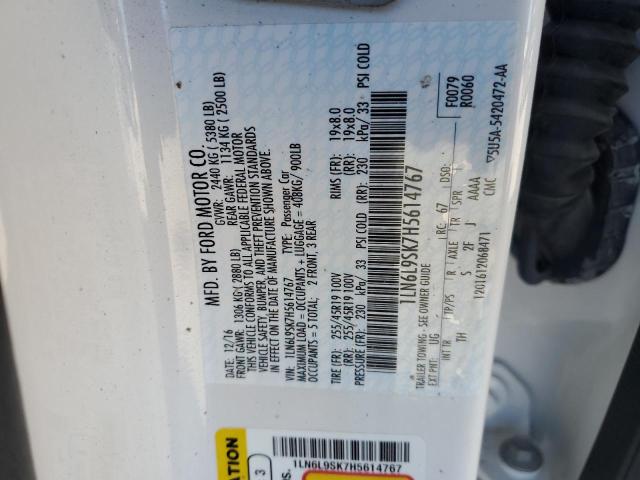 MFD. BY FORD MOTOR CO.
DATE: 12/16 GVWR: 2440 KG ( 5380 LB)
FRONT GAWR: 1306 KG ( 2880 LB) REAR GAWR: 1134 KG ( 2500 LB)
THIS VEHICLE CONFORMS TO ALL APPLICABLE FEDERAL MOTOR
VEHICLE SAFETY, BUMPER, AND THEFT PREVENTION STANDARDS
IN EFFECT ON THE DATE OF MANUFACTURE SHOWN ABOVE.
VIN: 1LN6L9SK7H5614767 TYPE: Passenger Car
MAXIMUM LOAD = OCCUPANTS + LUGGAGE = 408KG/ 900LB
OCCUPANTS = 5 TOTAL: 2 FRONT, 3 REAR
TIRE (FR): 255/45R19 100V RIMS (FR): 19x8.0
(RR): 255/45R19 100V (RR): 19x8.0
PRESSURE (FR): 230 kPa/ 33 PSI COLD (RR): 230 kPa/ 33 PSI COLD
1LN6L9SK7H5614767
TRAILER TOWING - SEE OWNER GUIDE F0079
EXT PNT: UG RC: 67 DSO: R0060
INT TR TP/PS R AXLE TR SPR
TH S 2F J AAAA
1201612068471 CMC ▽5U5A-5420472-AA
1LN6L9SK7H5614767